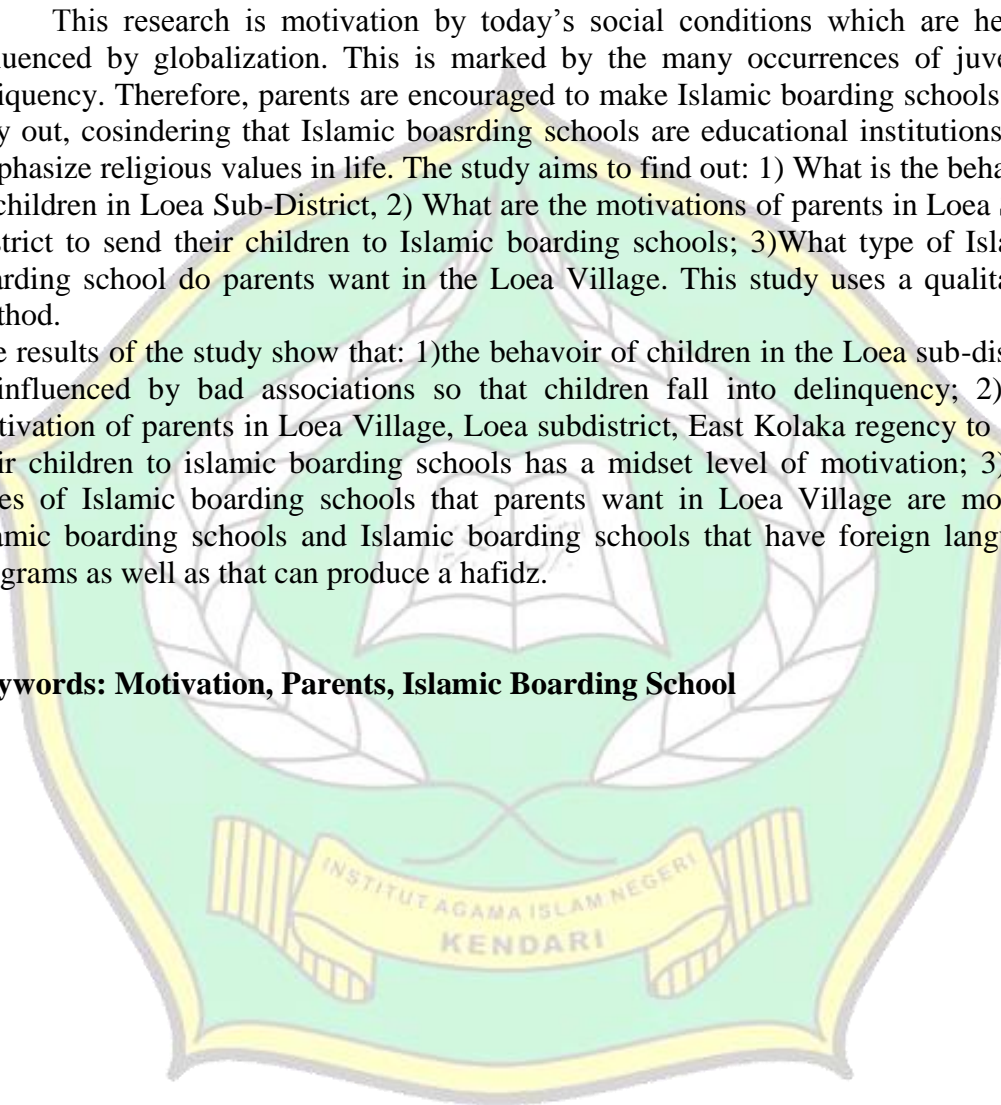 This research is motivation by today’s social conditions which are he
uenced by globalization. This is marked by the many occurrences of juve
iquency. Therefore, parents are encouraged to make Islamic boarding schools
y out, cosindering that Islamic boasrding schools are educational institutions
phasize religious values in life. The study aims to find out: 1) What is the beha
children in Loea Sub-District, 2) What are the motivations of parents in Loea
strict to send their children to Islamic boarding schools; 3)What type of Isla
arding school do parents want in the Loea Village. This study uses a qualita
thod.
e results of the study show that: 1)the behavoir of children in the Loea sub-dis
influenced by bad associations so that children fall into delinquency; 2)
tivation of parents in Loea Village, Loea subdistrict, East Kolaka regency to
ir children to islamic boarding schools has a midset level of motivation; 3)
es of Islamic boarding schools that parents want in Loea Village are mo
amic boarding schools and Islamic boarding schools that have foreign langu
grams as well as that can produce a hafidz.
ywords: Motivation, Parents, Islamic Boarding School
INSTITUT AGAMA ISLAM NEGERI
KENDARI